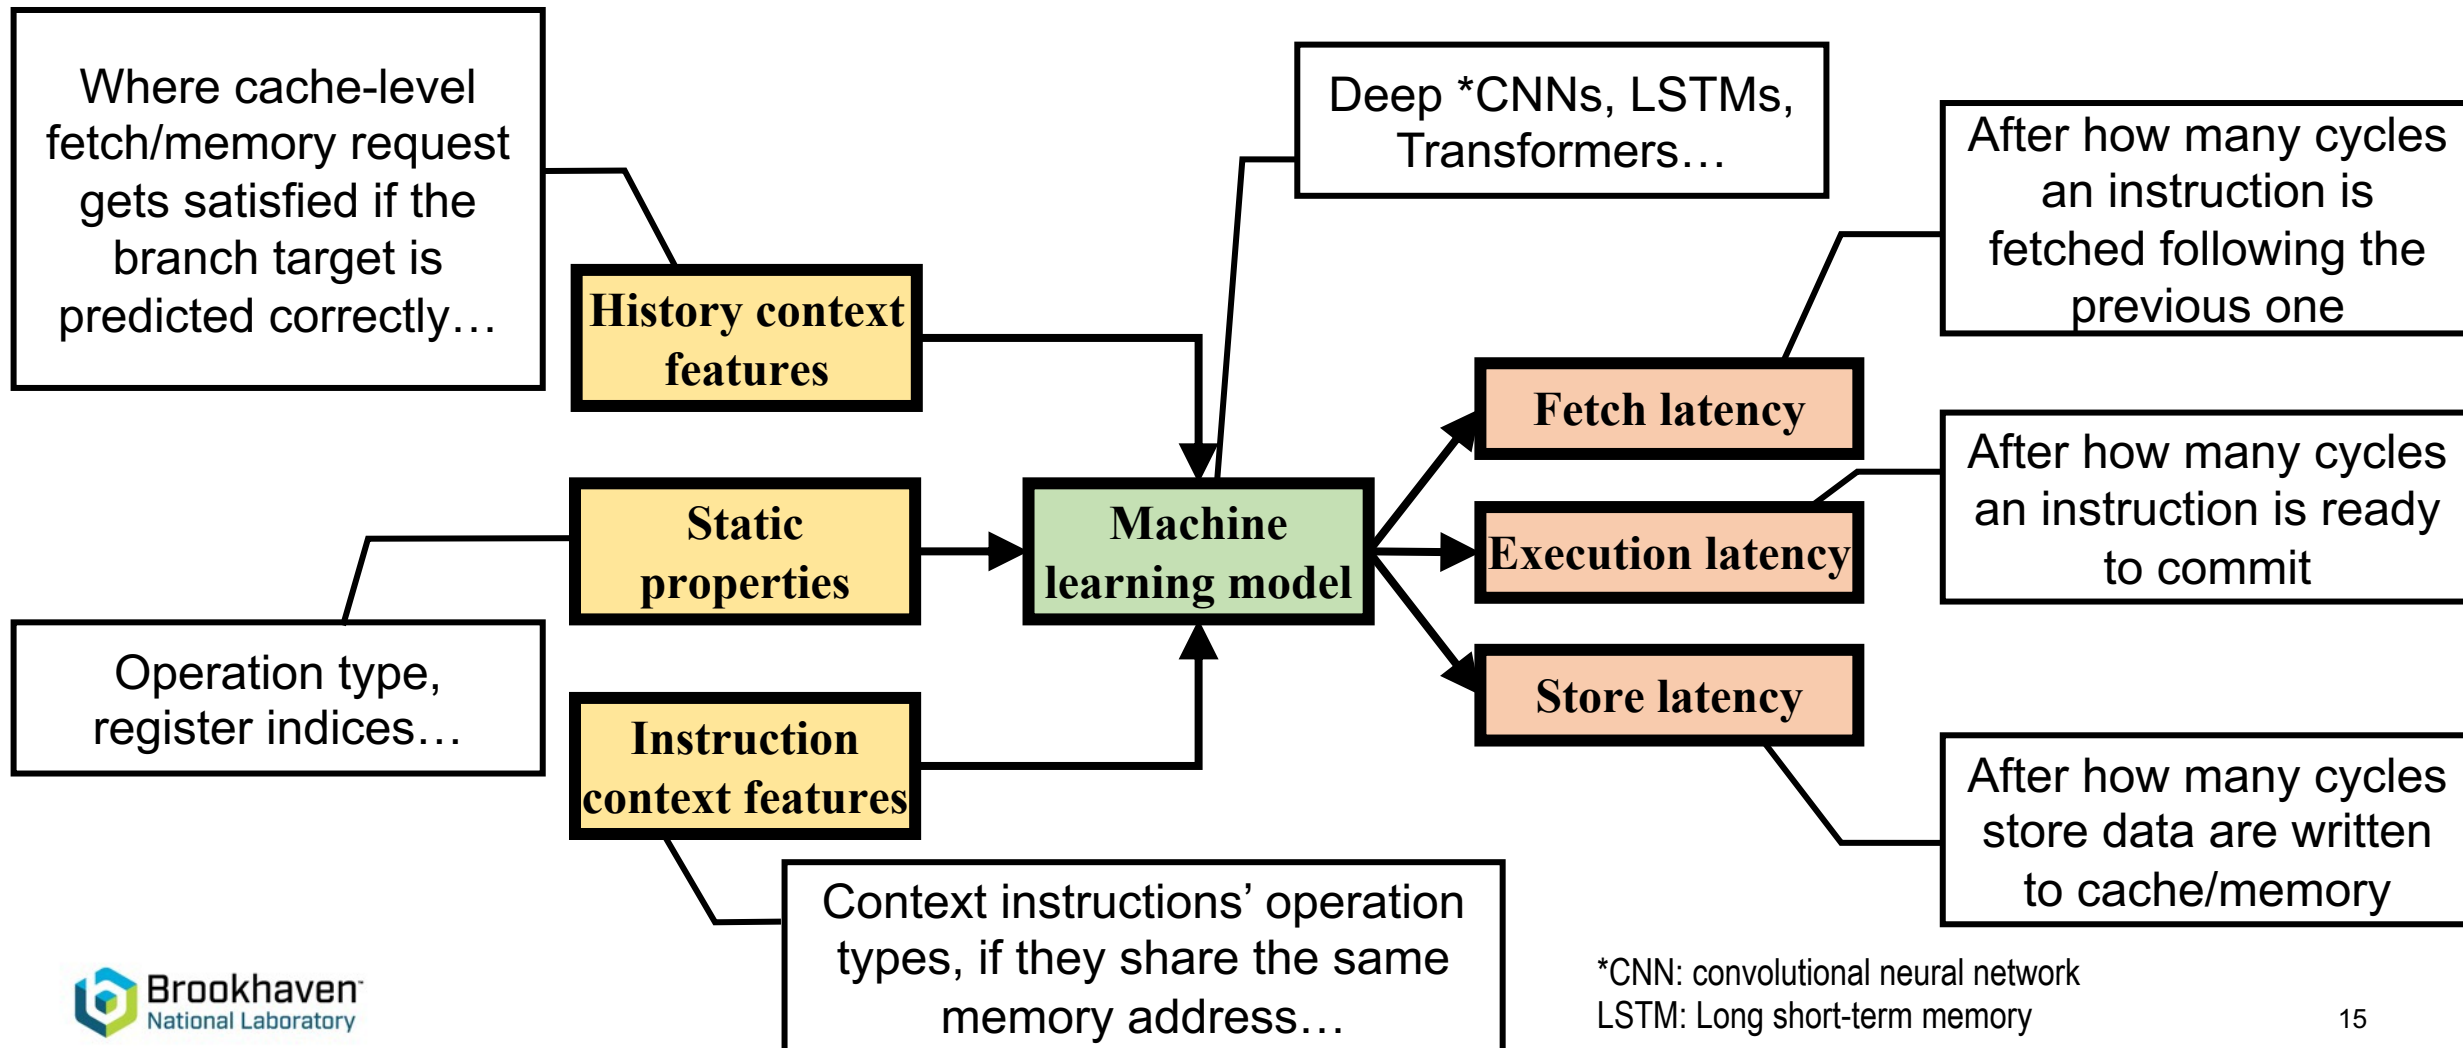 Where cache-level
fetch/memory request
gets satisfied if the
branch target is
predicted correctly…
Deep *CNNs, LSTMs,
Transformers…
After how many cycles
an instruction is
fetched following the
previous one
History context
features
Fetch latency
Static
properties
Machine
learning model
Execution latency
After how many cycles
an instruction is ready
to commit
Operation type,
register indices…
Instruction
context features
Store latency
After how many cycles
store data are written
to cache/memory
Context instructions’ operation
types, if they share the same
memory address…
Brookhaven™
National Laboratory
*CNN: convolutional neural network
LSTM: Long short-term memory
15